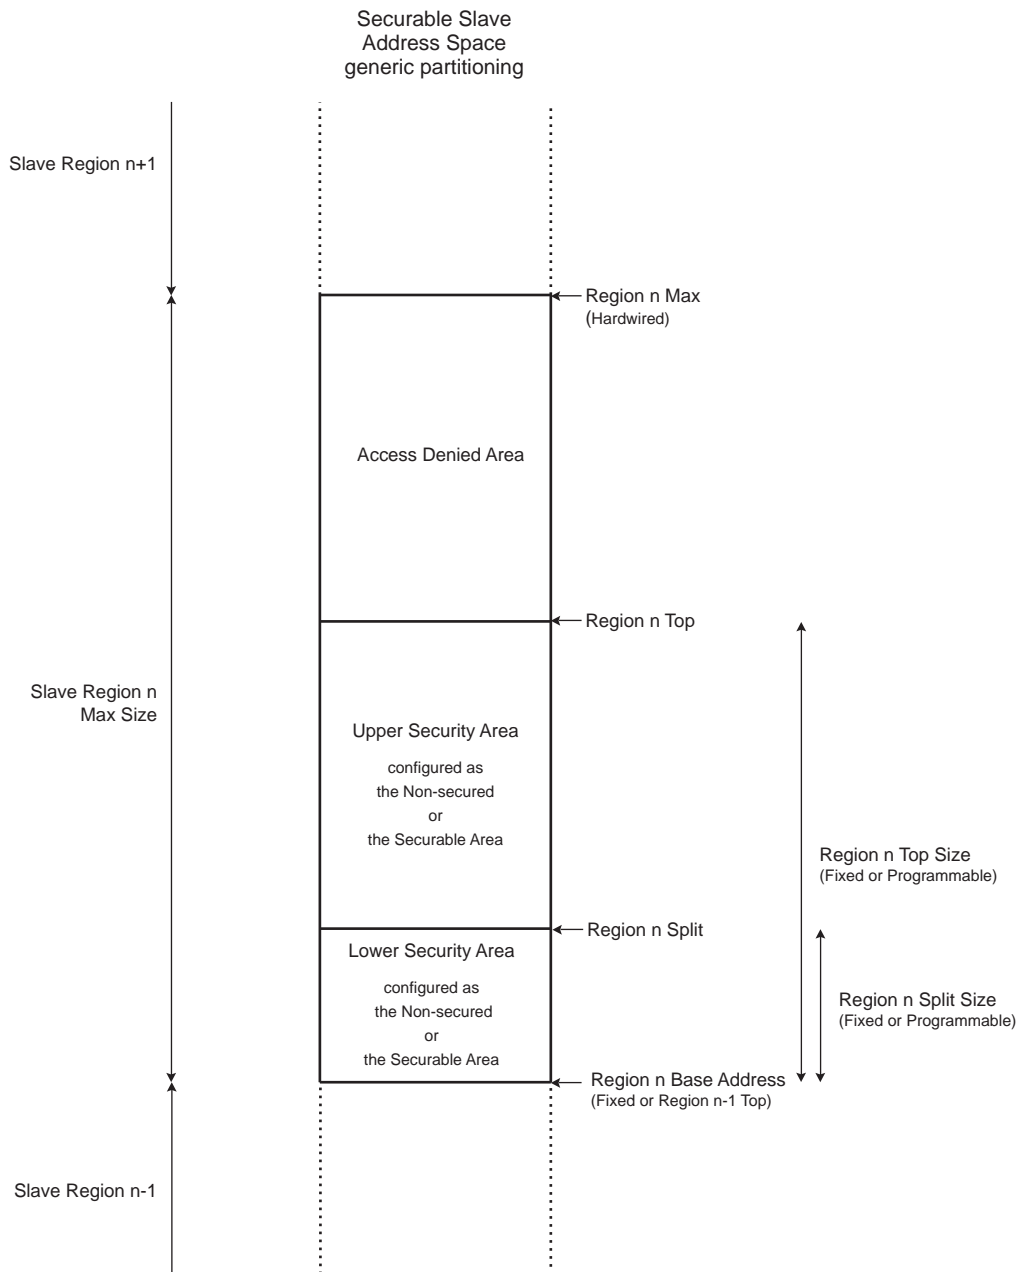 Securable Slave
Address Space
generic partitioning
Slave Region n+1
Region n Max
(Hardwired)
Access Denied Area
Region n Top
Slave Region n
Max Size
Upper Security Area
configured as
the Non-secured
or
the Securable Area
Region n Top Size
(Fixed or Programmable)
Region n Split
Lower Security Area
configured as
the Non-secured
or
the Securable Area
Region n Split Size
(Fixed or Programmable)
Region n Base Address
(Fixed or Region n-1 Top)
Slave Region n-1